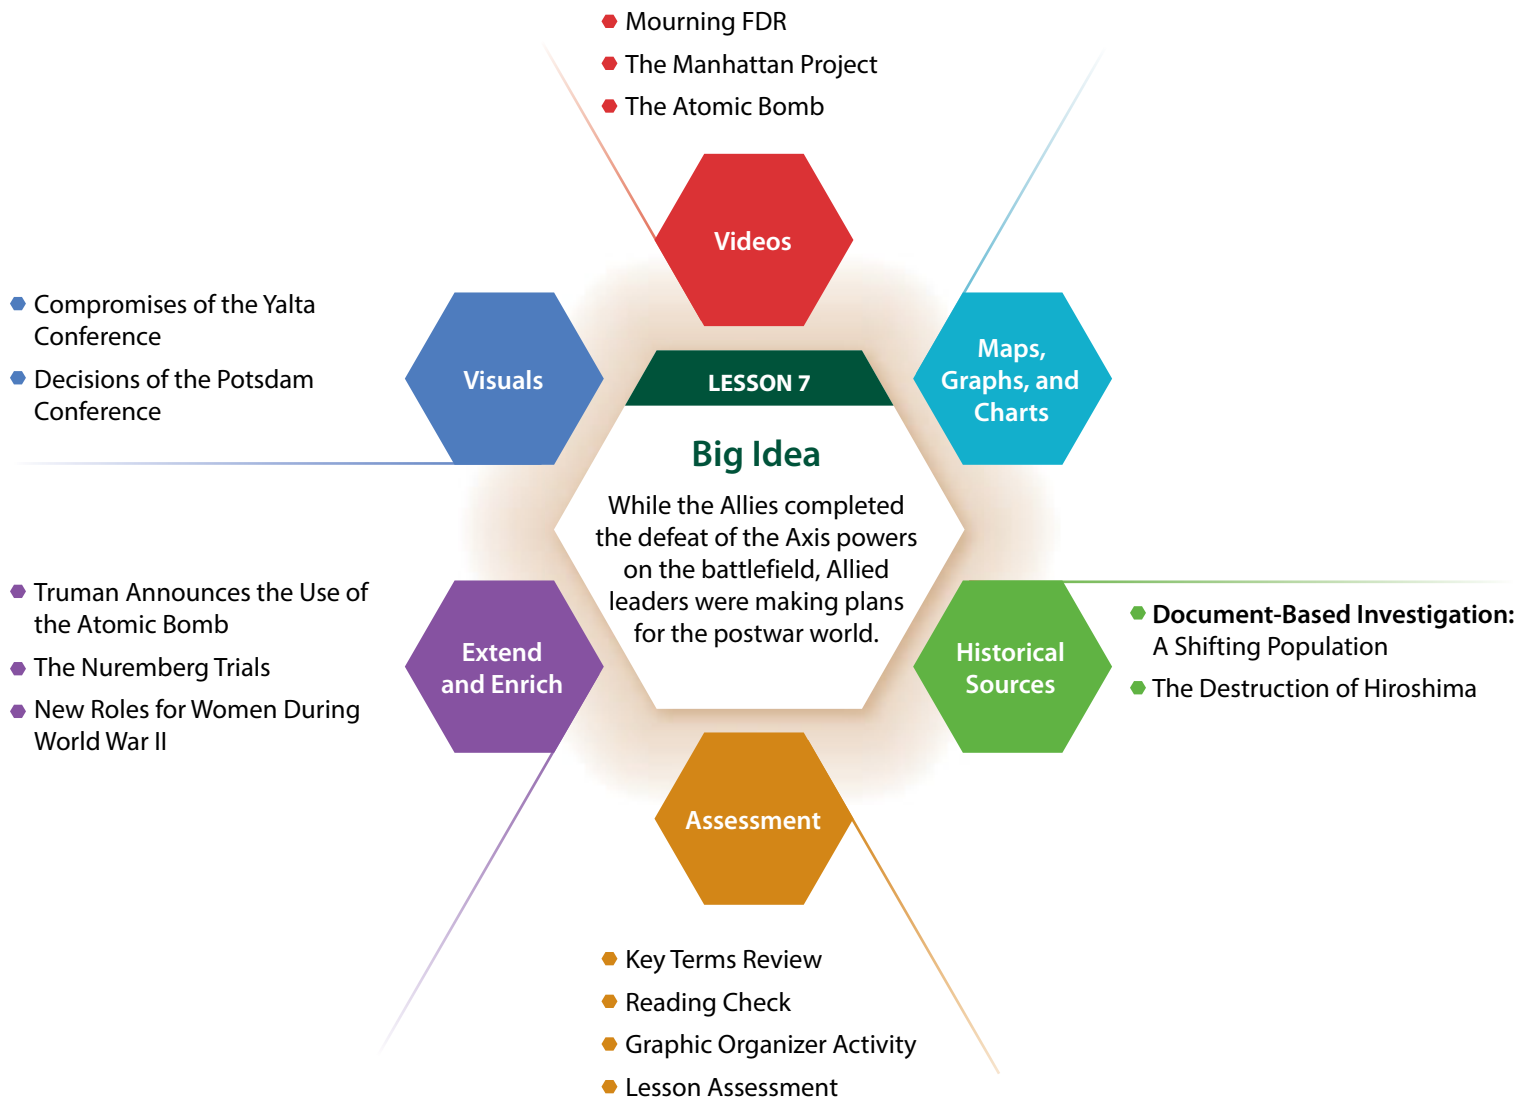 Mourning FDR
The Manhattan Project
The Atomic Bomb
Videos
Compromises of the Yalta
Conference
Decisions of the Potsdam
Conference
Visuals
Maps,
Graphs, and
Charts
LESSON 7
Big Idea
While the Allies completed
the defeat of the Axis powers
on the battlefield, Allied
leaders were making plans
for the postwar world.
Truman Announces the Use of
the Atomic Bomb
The Nuremberg Trials
New Roles for Women During
World War II
Extend
and Enrich
Historical
Sources
Document-Based Investigation:
A Shifting Population
The Destruction of Hiroshima
Assessment
Key Terms Review
Reading Check
Graphic Organizer Activity
Lesson Assessment